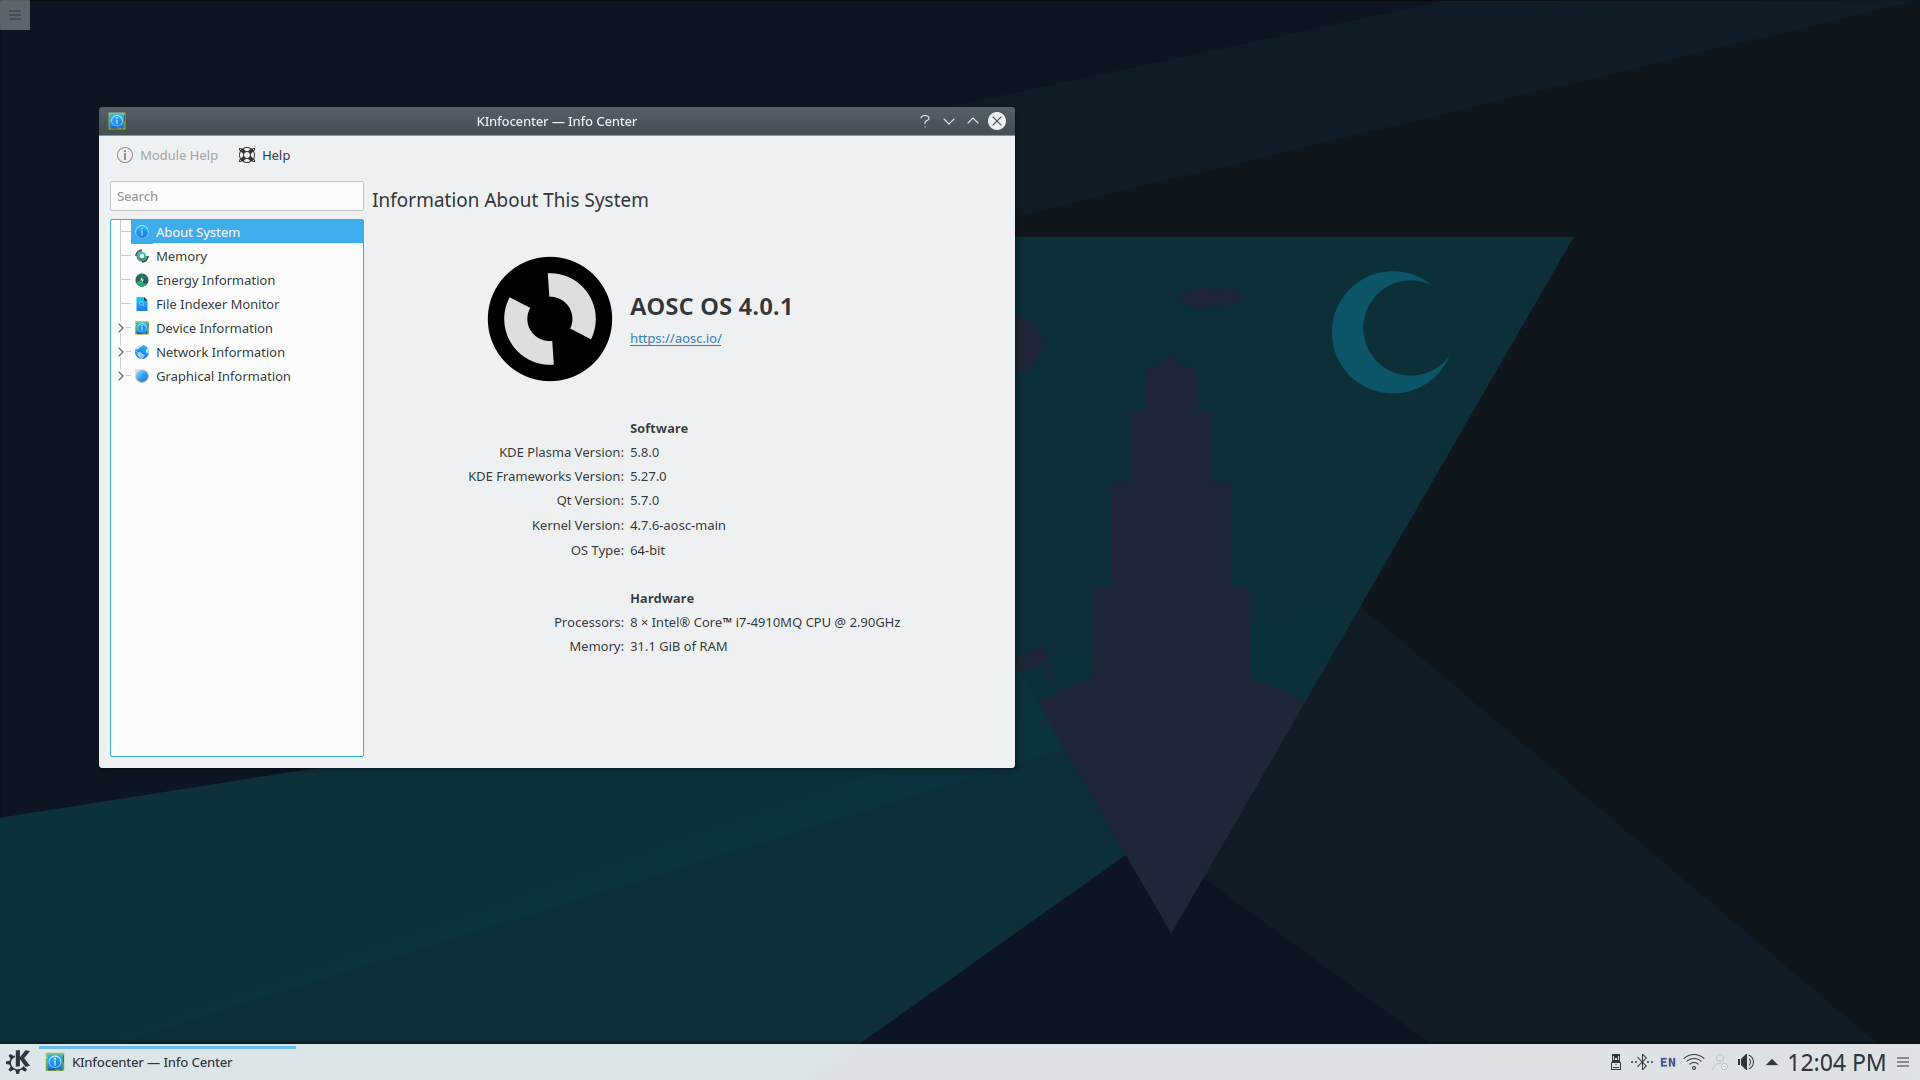 KInfocenter — Info Center
Module Help
Help
Search
Information About This System
About System
Memory
Energy Information
File Indexer Monitor
Device Information
Network Information
Graphical Information
AOSC OS 4.0.1
https://aosc.io/
Software
KDE Plasma Version: 5.8.0
KDE Frameworks Version: 5.27.0
Qt Version: 5.7.0
Kernel Version: 4.7.6-aosc-main
OS Type: 64-bit
Hardware
Processors: 8 × Intel® Core™ i7-4910MQ CPU @ 2.90GHz
Memory: 31.1 GiB of RAM
KInfocenter — Info Center
EN
12:04 PM